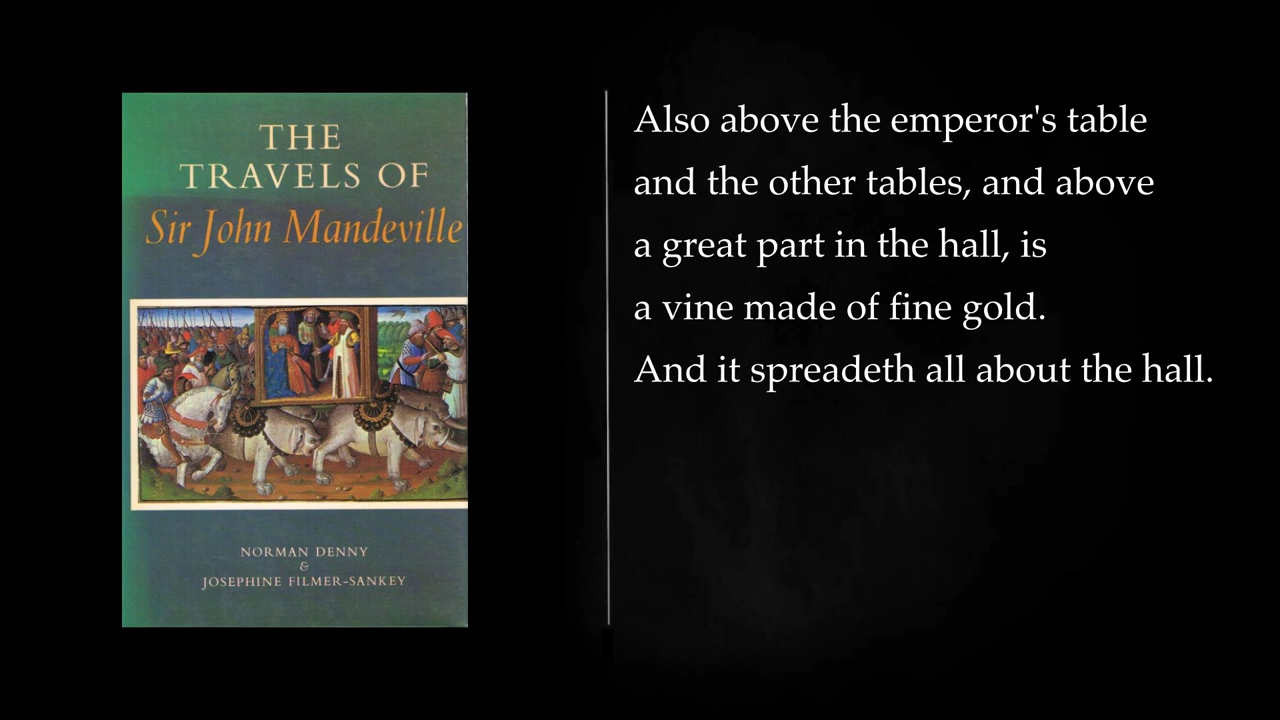 THE
TRAVELS OF
Sir John Mandeville
NORMAN DENNY
&
JOSEPHINE FILMER-SANKEY
Also above the emperor's table
and the other tables, and above
a great part in the hall, is
a vine made of fine gold.
And it spreadeth all about the hall.